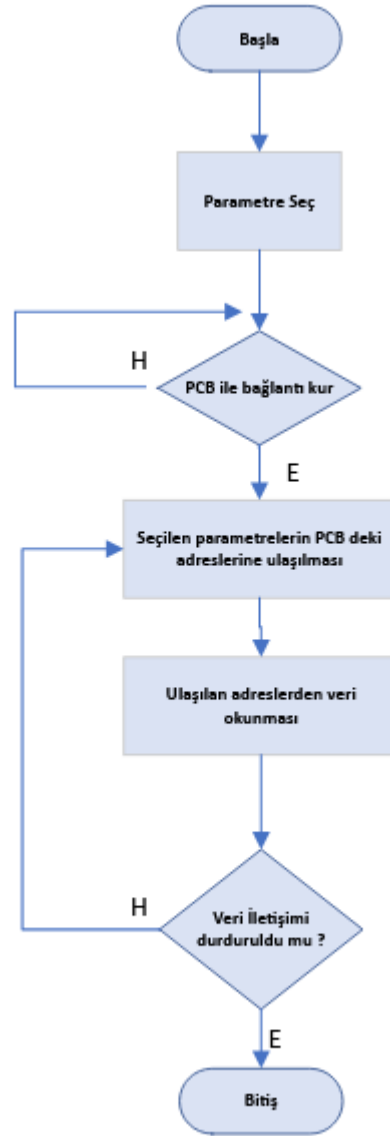 Başla
Parametre Seç
H
PCB ile bağlantı kur
E
Seçilen parametrelerin PCB deki
adreslerine ulaşılması
Ulaşılan adreslerden veri
okunması
H
Veri İletişimi
durduruldu mu ?
E
Bitiş